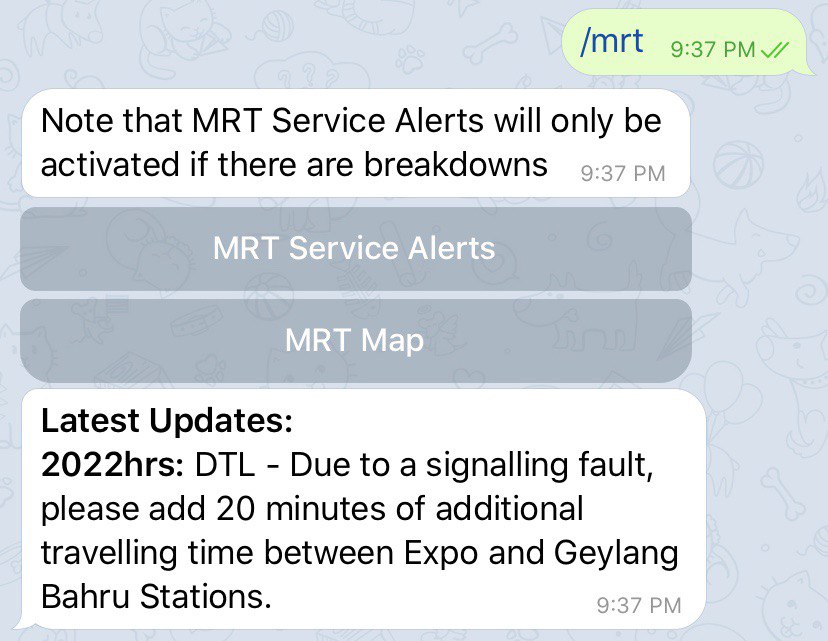 /mrt 9:37 PM
Note that MRT Service Alerts will only be
activated if there are breakdowns 9:37 PM
MRT Service Alerts
MRT Map
Latest Updates:
2022hrs: DTL - Due to a signalling fault,
please add 20 minutes of additional
travelling time between Expo and Geylang
Bahru Stations. 9:37 PM